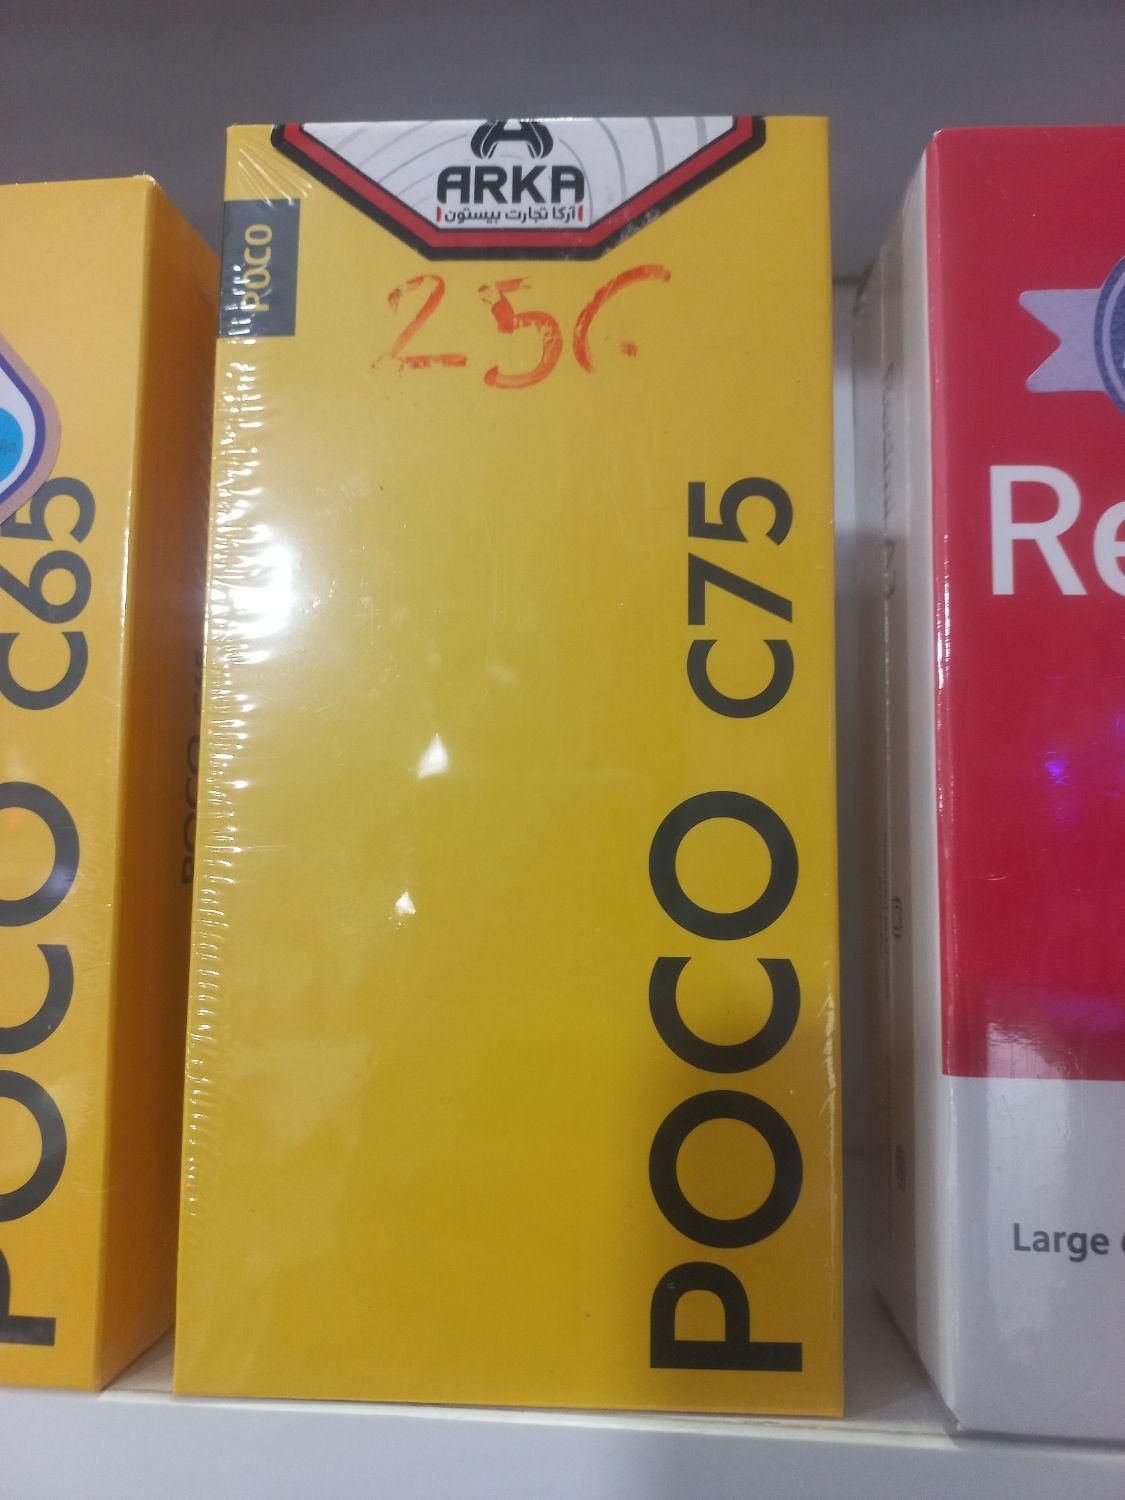 ARKA
آرکا تجارت بیستون
POCO
256
POCO C75
POCO C65
Re
Large